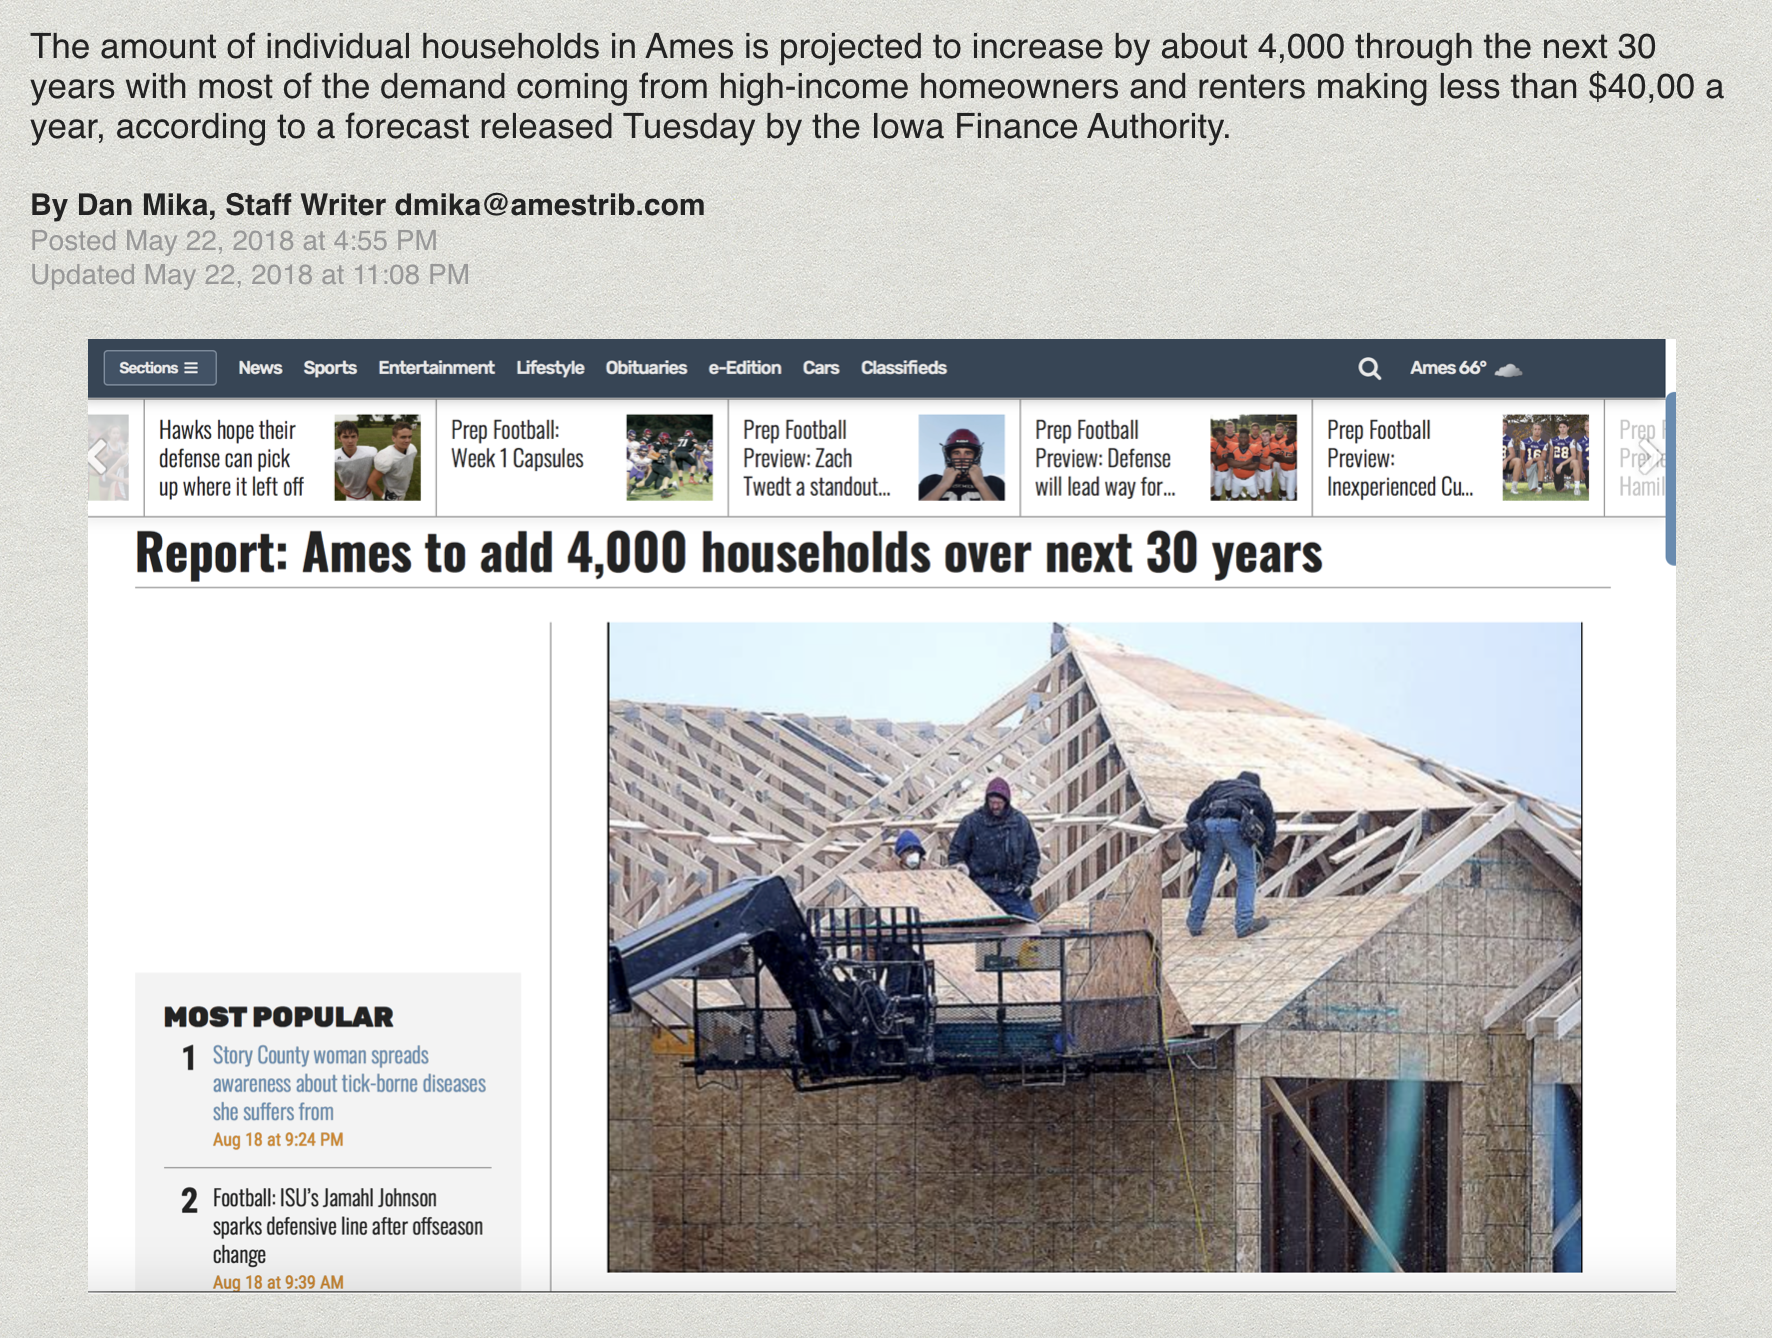 The amount of individual households in Ames is projected to increase by about 4,000 through the next 30
years with most of the demand coming from high-income homeowners and renters making less than $40,00 a
year, according to a forecast released Tuesday by the Iowa Finance Authority.
By Dan Mika, Staff Writer dmika@amestrib.com
Posted May 22, 2018 at 4:55 PM
Updated May 22, 2018 at 11:08 PM
Sections News Sports Entertainment Lifestyle Obituaries e-Edition Cars Classifieds Ames 66°
Hawks hope their
defense can pick
up where it left off
Prep Football:
Week 1 Capsules
Prep Football
Preview: Zach
Twedt a standout...
Prep Football
Preview: Defense
will lead way for...
Prep Football
Preview:
Inexperienced Cu...
Prep
Hamil
Report: Ames to add 4,000 households over next 30 years
MOST POPULAR
1 Story County woman spreads
awareness about tick-borne diseases
she suffers from
Aug 18 at 9:24 PM
2 Football: ISU's Jamahl Johnson
sparks defensive line after offseason
change
Aug 18 at 9:39 AM